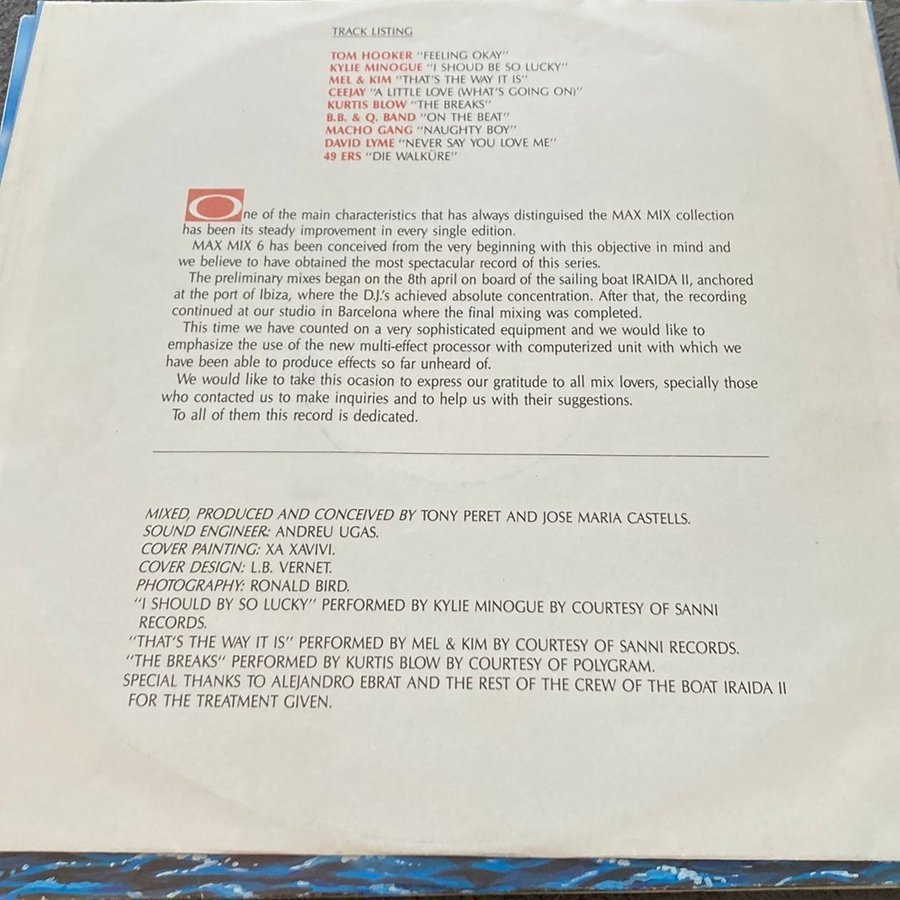 TRACK LISTING
TOM HOOKER "FEELING OKAY"
KYLIE MINOGUE "I SHOUD BE SO LUCKY"
MEL & KIM "THAT'S THE WAY IT IS"
CEEJAY "A LITTLE LOVE (WHAT'S GOING ON)"
KURTIS BLOW "THE BREAKS"
B.B. & Q. BAND "ON THE BEAT"
MACHO GANG "NAUGHTY BOY"
DAVID LYME "NEVER SAY YOU LOVE ME"
49 ERS "DIE WALKÜRE"
One of the main characteristics that has always distinguised the MAX MIX collection
has been its steady improvement in every single edition.
MAX MIX 6 has been conceived from the very beginning with this objective in mind and
we believe to have obtained the most spectacular record of this series.
The preliminary mixes began on the 8th april on board of the sailing boat IRAIDA II, anchored
at the port of Ibiza, where the D.J.'s achieved absolute concentration. After that, the recording
continued at our studio in Barcelona where the final mixing was completed.
This time we have counted on a very sophisticated equipment and we would like to
emphasize the use of the new multi-effect processor with computerized unit with which we
have been able to produce effects so far unheard of.
We would like to take this ocasion to express our gratitude to all mix lovers, specially those
who contacted us to make inquiries and to help us with their suggestions.
To all of them this record is dedicated.
MIXED, PRODUCED AND CONCEIVED BY TONY PERET AND JOSE MARIA CASTELLS.
SOUND ENGINEER: ANDREU UGAS.
COVER PAINTING: XA XAVIVI.
COVER DESIGN: L.B. VERNET.
PHOTOGRAPHY: RONALD BIRD.
"I SHOULD BY SO LUCKY" PERFORMED BY KYLIE MINOGUE BY COURTESY OF SANNI
RECORDS.
"THAT'S THE WAY IT IS" PERFORMED BY MEL & KIM BY COURTESY OF SANNI RECORDS.
"THE BREAKS" PERFORMED BY KURTIS BLOW BY COURTESY OF POLYGRAM.
SPECIAL THANKS TO ALEJANDRO EBRAT AND THE REST OF THE CREW OF THE BOAT IRAIDA II
FOR THE TREATMENT GIVEN.